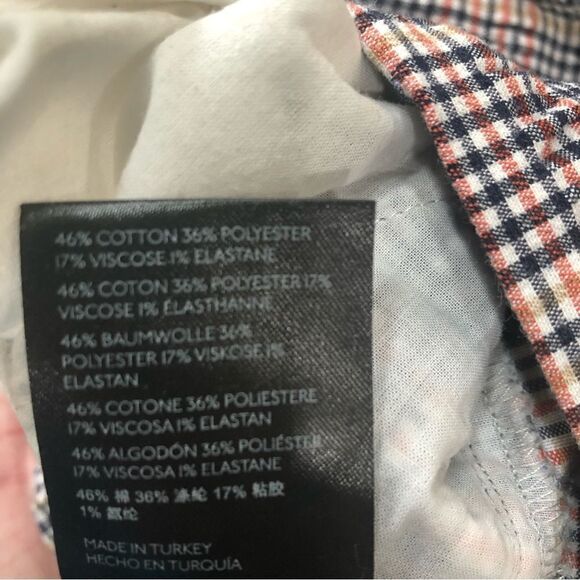 46% COTTON 36% POLYESTER
17% VISCOSE 1% ELASTANE
46% COTON 36% POLYESTER 17%
VISCOSE 1% ÉLASTHANNE
46% BAUMWOLLE 36%
POLYESTER 17% VISKOSE 1%
ELASTAN
46% COTONE 36% POLIESTERE
17% VISCOSA 1% ELASTAN
46% ALGODÓN 36% POLIÉSTER
17% VISCOSA 1% ELASTANE
46% 棉 36% 涤纶 17% 粘胶
1% 氨纶
MADE IN TURKEY
HECHO EN TURQUÍA